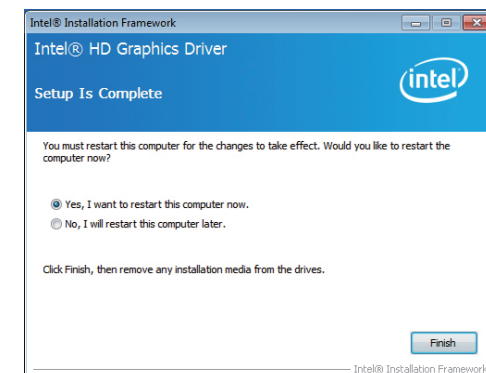 Intel® Installation Framework
Intel® HD Graphics Driver
Setup Is Complete
intel
You must restart this computer for the changes to take effect. Would you like to restart the
computer now?
Yes, I want to restart this computer now.
No, I will restart this computer later.
Click Finish, then remove any installation media from the drives.
Finish
Intel® Installation Framework